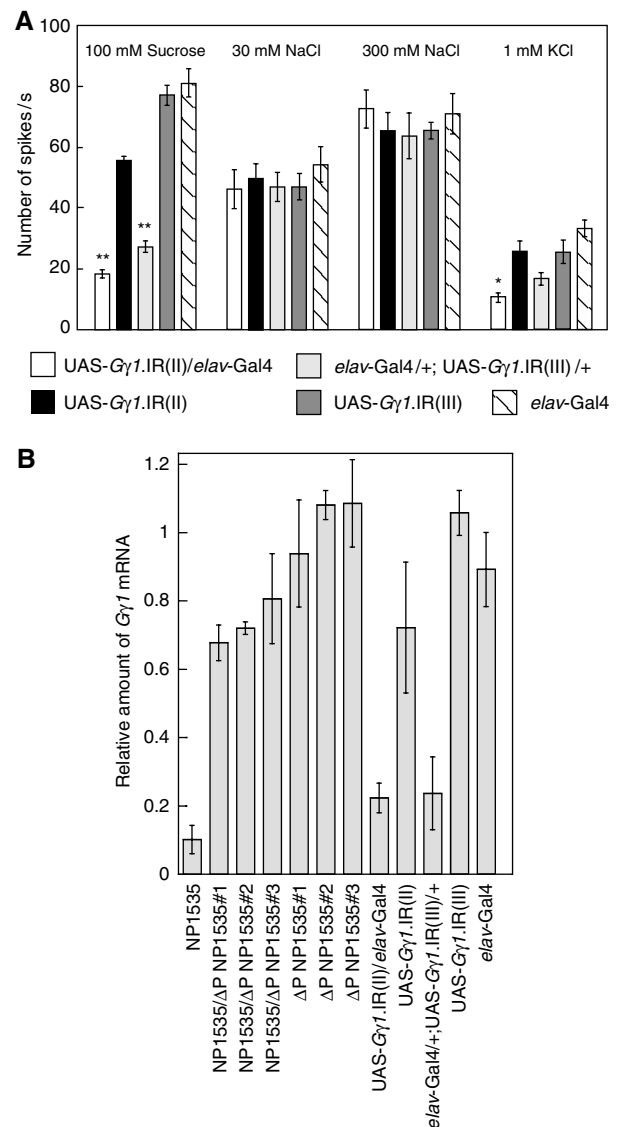 A
100
100 mM Sucrose 30 mM NaCl 300 mM NaCl 1 mM KCl
80
60
40
20
0
Number of spikes/s
** ** *
UAS-Gγ1.IR(II)/elav-Gal4 elav-Gal4/+; UAS-Gγ1.IR(III) /+
UAS-Gγ1.IR(II) UAS-Gγ1.IR(III) elav-Gal4
B
1.2
1
0.8
0.6
0.4
0.2
0
Relative amount of Gγ1 mRNA
NP1535
NP1535/ΔP NP1535#1
NP1535/ΔP NP1535#2
NP1535/ΔP NP1535#3
ΔP NP1535#1
ΔP NP1535#2
ΔP NP1535#3
UAS-Gγ1.IR(II)/elav-Gal4
UAS-Gγ1.IR(II)
elav-Gal4/+;UAS-Gγ1.IR(III)/+
UAS-Gγ1.IR(III)
elav-Gal4